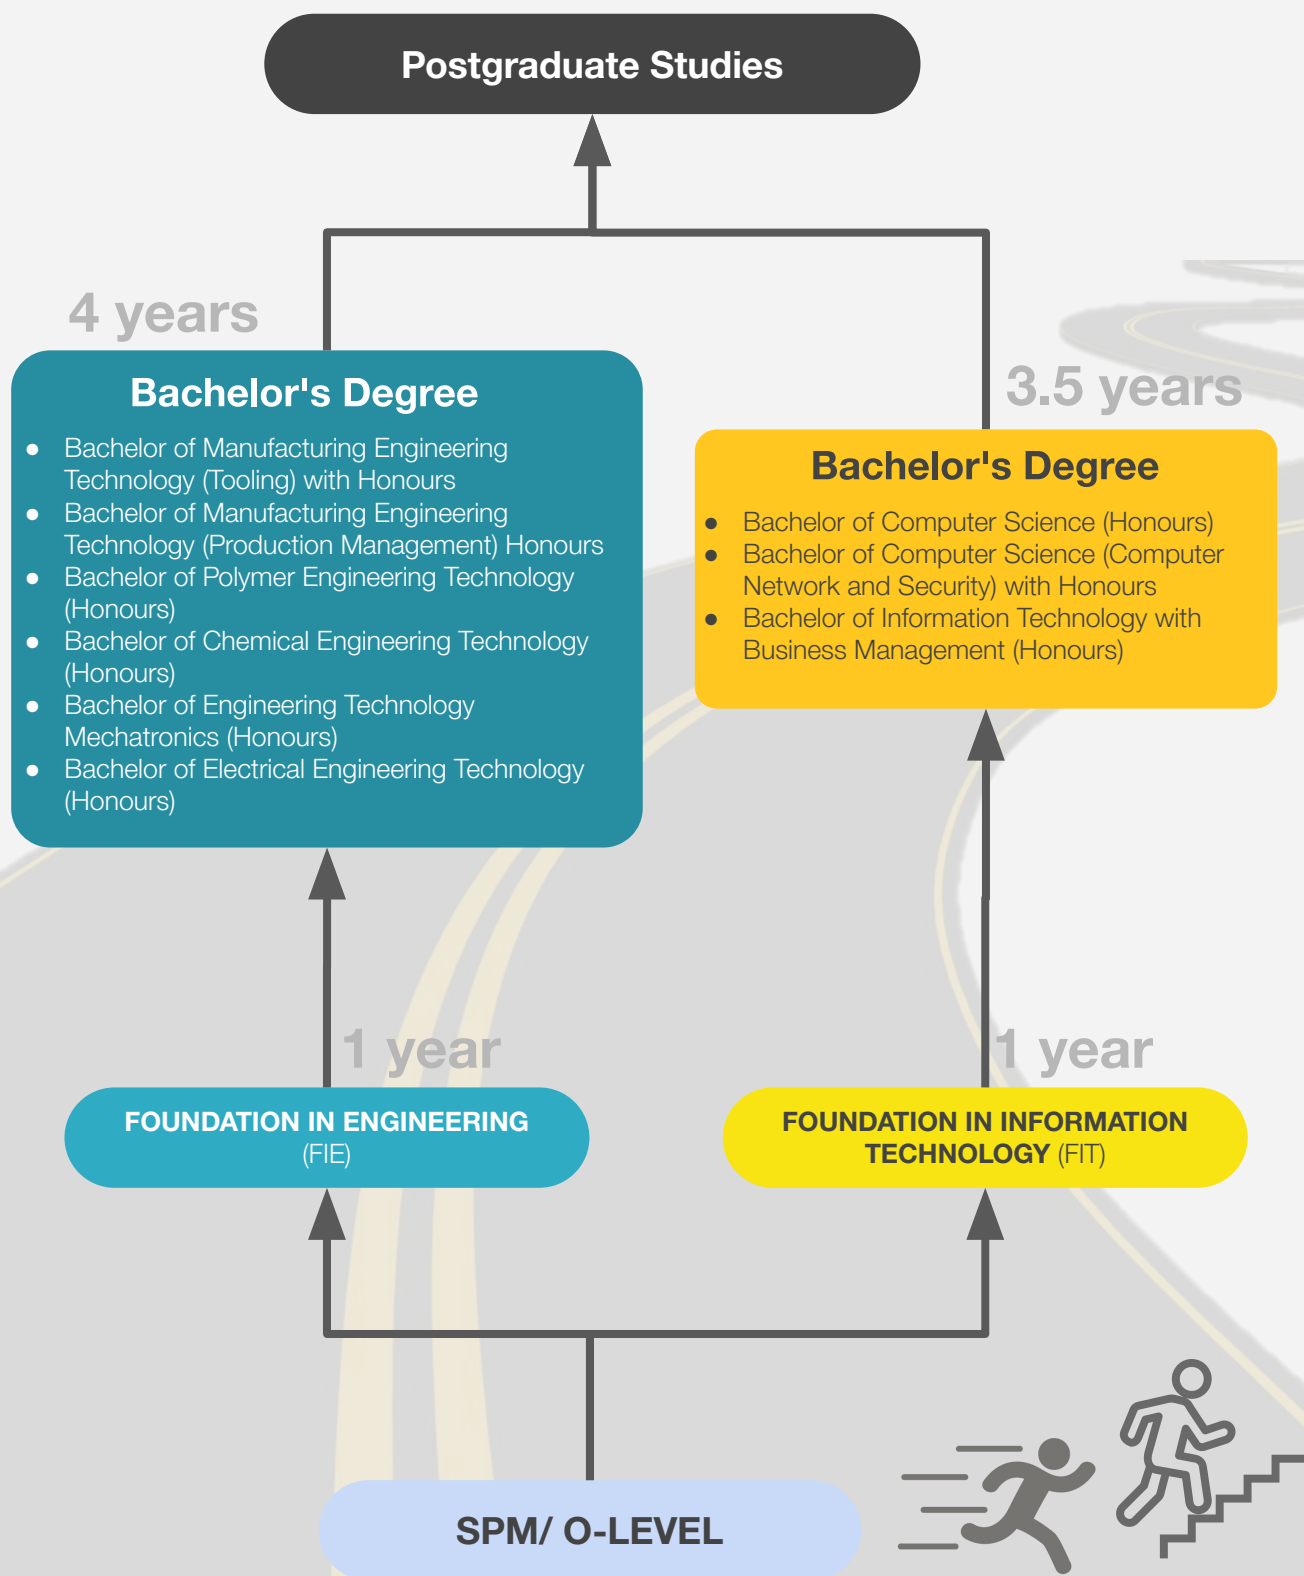 Postgraduate Studies
4 years
Bachelor's Degree
● Bachelor of Manufacturing Engineering
Technology (Tooling) with Honours
● Bachelor of Manufacturing Engineering
Technology (Production Management) Honours
● Bachelor of Polymer Engineering Technology
(Honours)
● Bachelor of Chemical Engineering Technology
(Honours)
● Bachelor of Engineering Technology
Mechatronics (Honours)
● Bachelor of Electrical Engineering Technology
(Honours)
3.5 years
Bachelor's Degree
● Bachelor of Computer Science (Honours)
● Bachelor of Computer Science (Computer
Network and Security) with Honours
● Bachelor of Information Technology with
Business Management (Honours)
1 year
FOUNDATION IN ENGINEERING
(FIE)
1 year
FOUNDATION IN INFORMATION
TECHNOLOGY (FIT)
SPM/ O-LEVEL